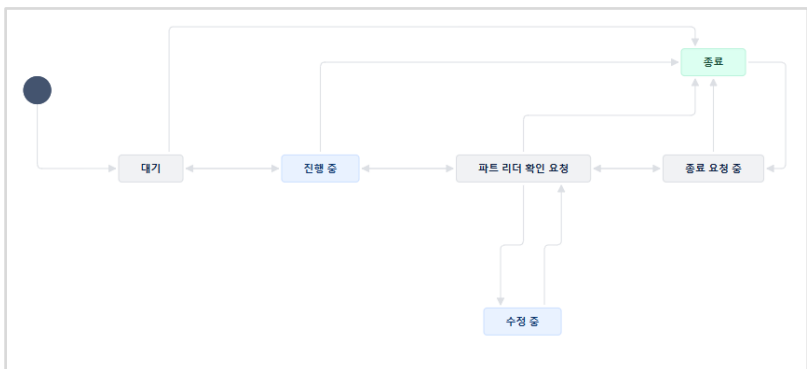 종료
대기
진행 중
파트 리더 확인 요청
종료 요청 중
수정 중